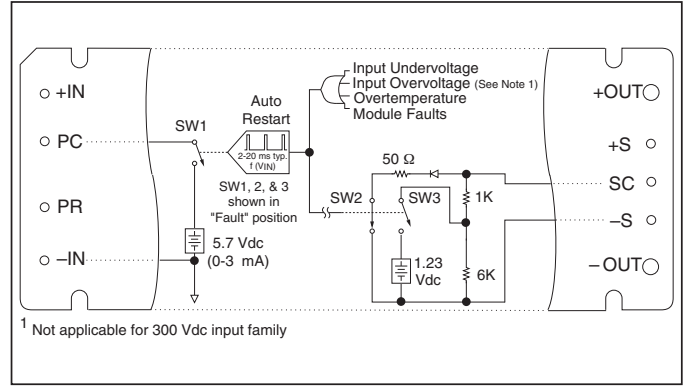 +IN
PC
PR
–IN
SW1
Auto
Restart
2-20 ms typ.
f (VIN)
SW1, 2, & 3
shown in
"Fault" position
5.7 Vdc
(0-3 mA)
Input Undervoltage
Input Overvoltage (See Note 1)
Overtemperature
Module Faults
50 Ω
SW2
SW3
1K
1.23
Vdc
6K
+OUT
+S
SC
–S
–OUT
1 Not applicable for 300 Vdc input family